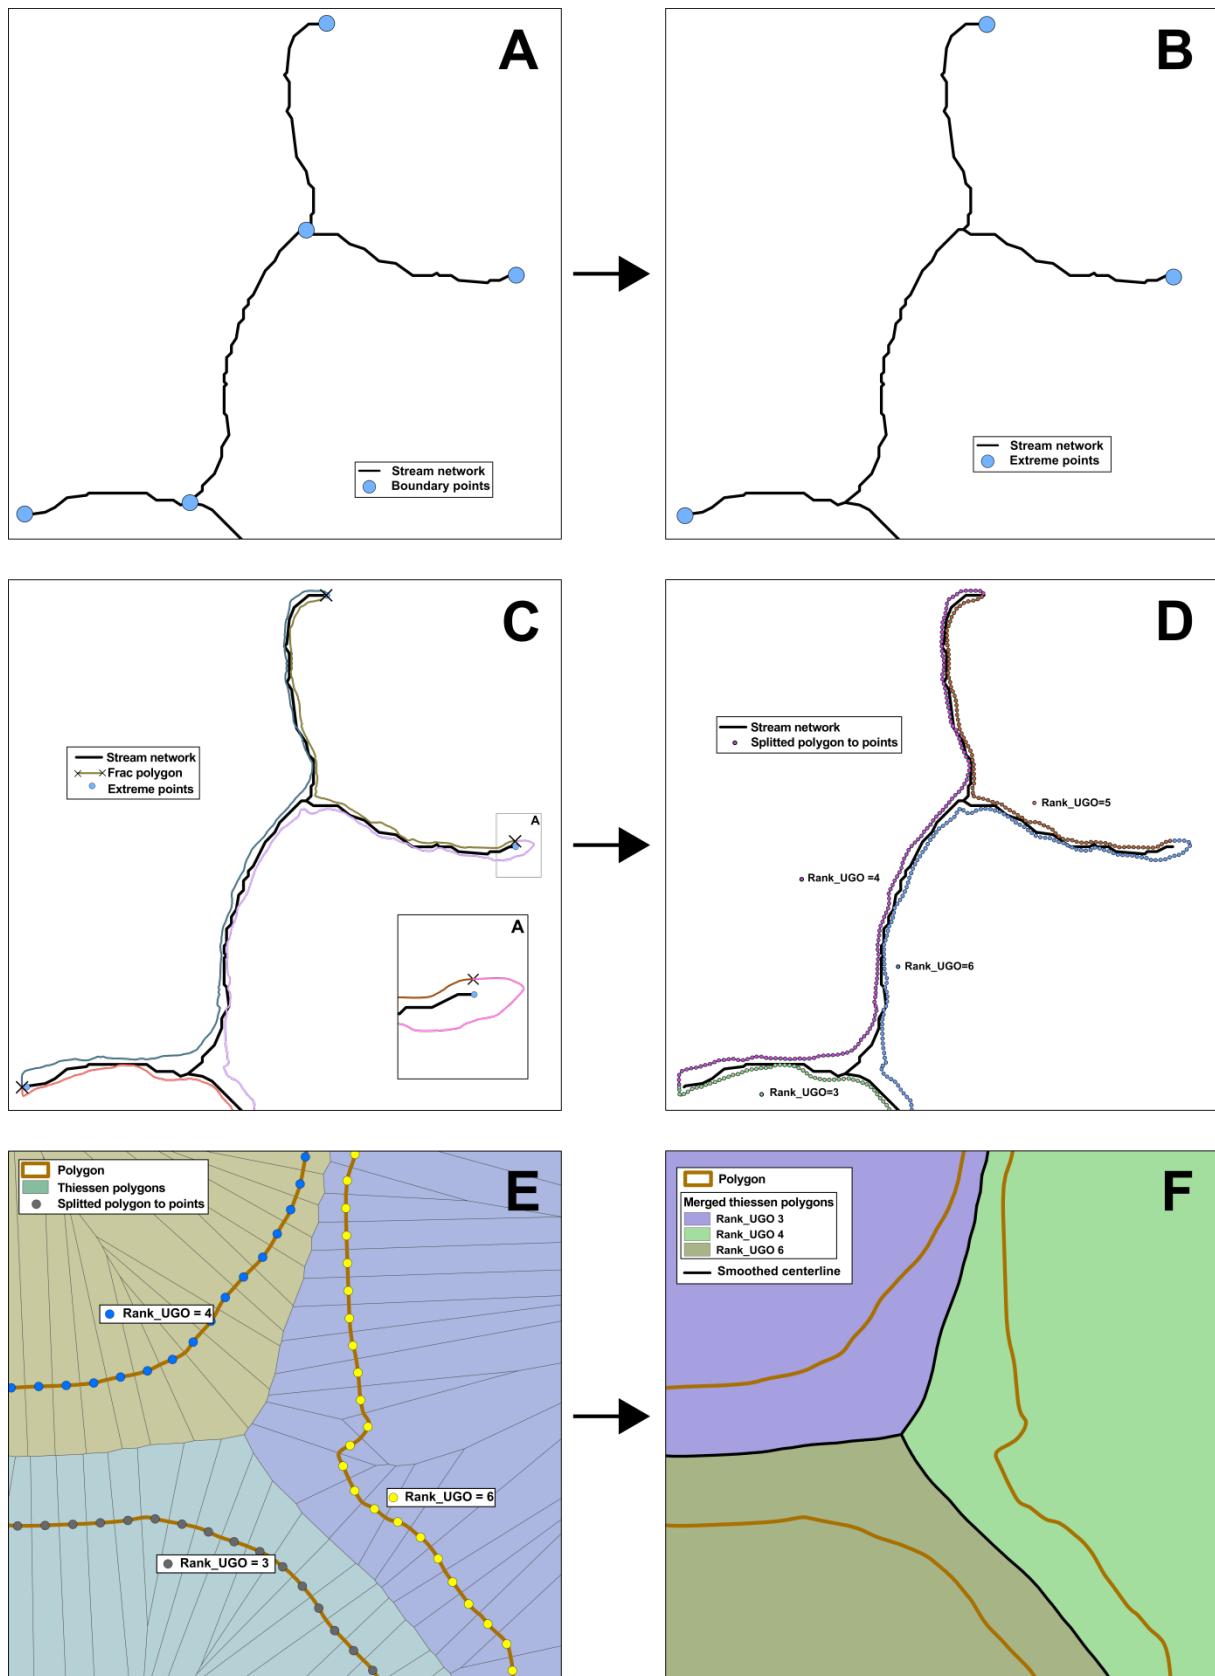 A
Stream network
Boundary points
B
Stream network
Extreme points
C
Stream network
Frac polygon
Extreme points
A
A
D
Stream network
Splitted polygon to points
Rank_UGO=5
Rank_UGO =4
Rank_UGO=6
Rank_UGO=3
E
Polygon
Thiessen polygons
Splitted polygon to points
Rank_UGO = 4
Rank_UGO = 6
Rank_UGO = 3
F
Polygon
Merged thiessen polygons
Rank_UGO 3
Rank_UGO 4
Rank_UGO 6
Smoothed centerline